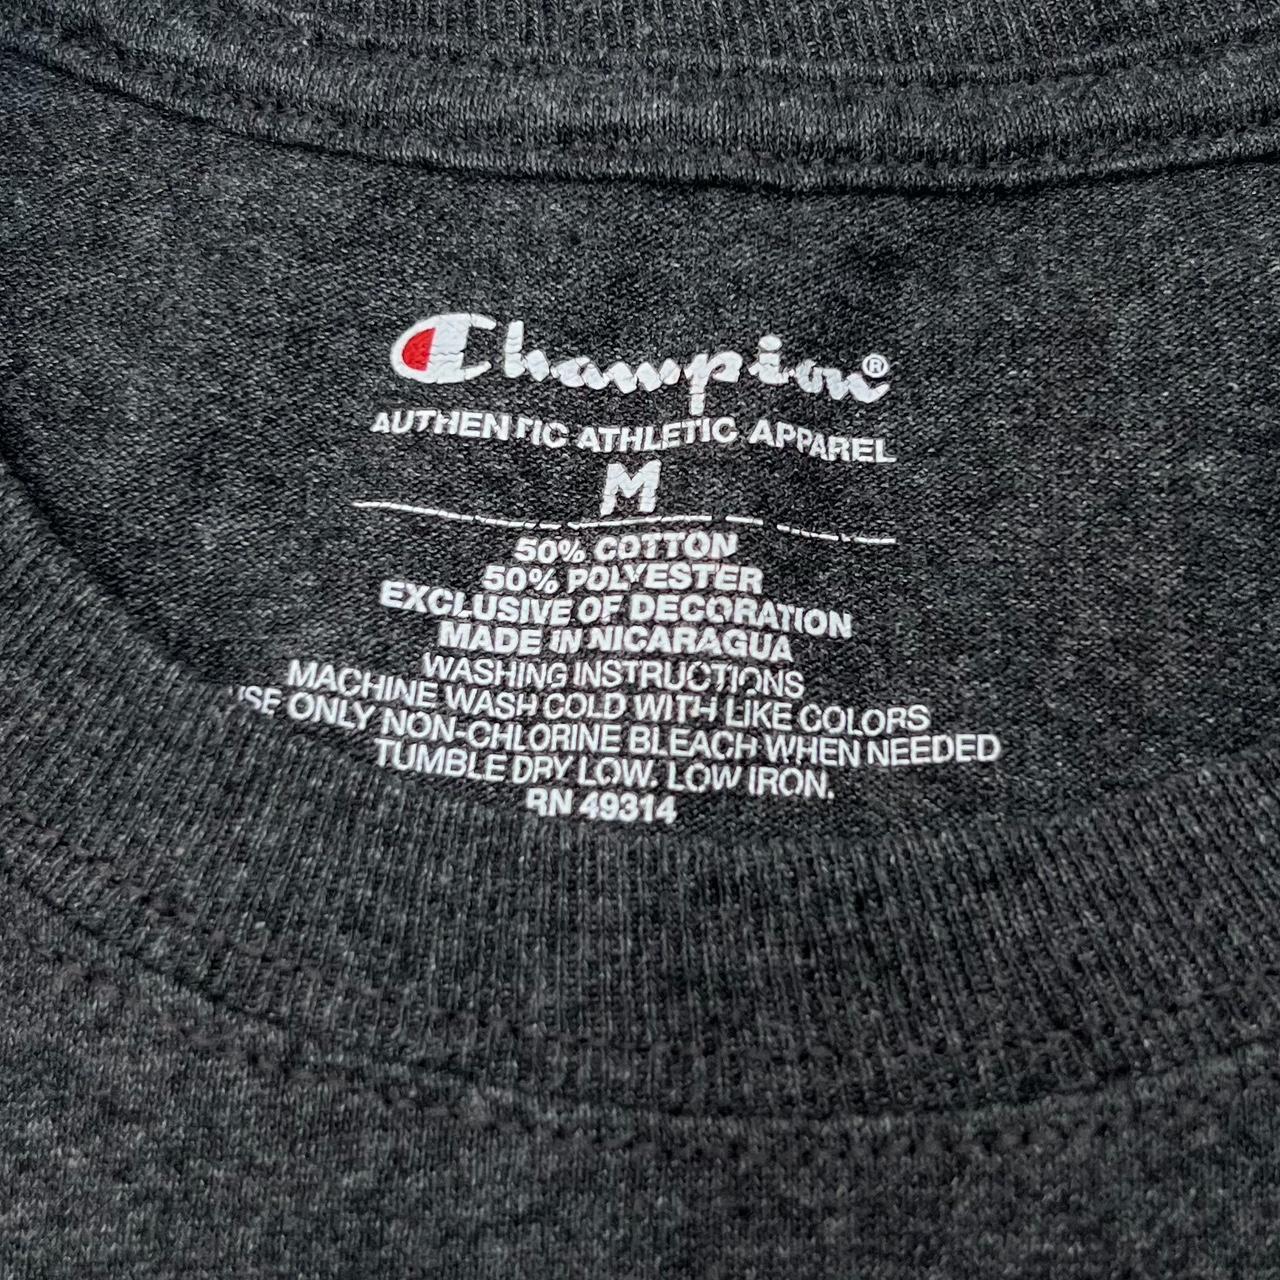 Champion®
AUTHENTIC ATHLETIC APPAREL
M
50% COTTON
50% POLYESTER
EXCLUSIVE OF DECORATION
MADE IN NICARAGUA
WASHING INSTRUCTIONS
MACHINE WASH COLD WITH LIKE COLORS
USE ONLY NON-CHLORINE BLEACH WHEN NEEDED
TUMBLE DRY LOW. LOW IRON.
RN 49314